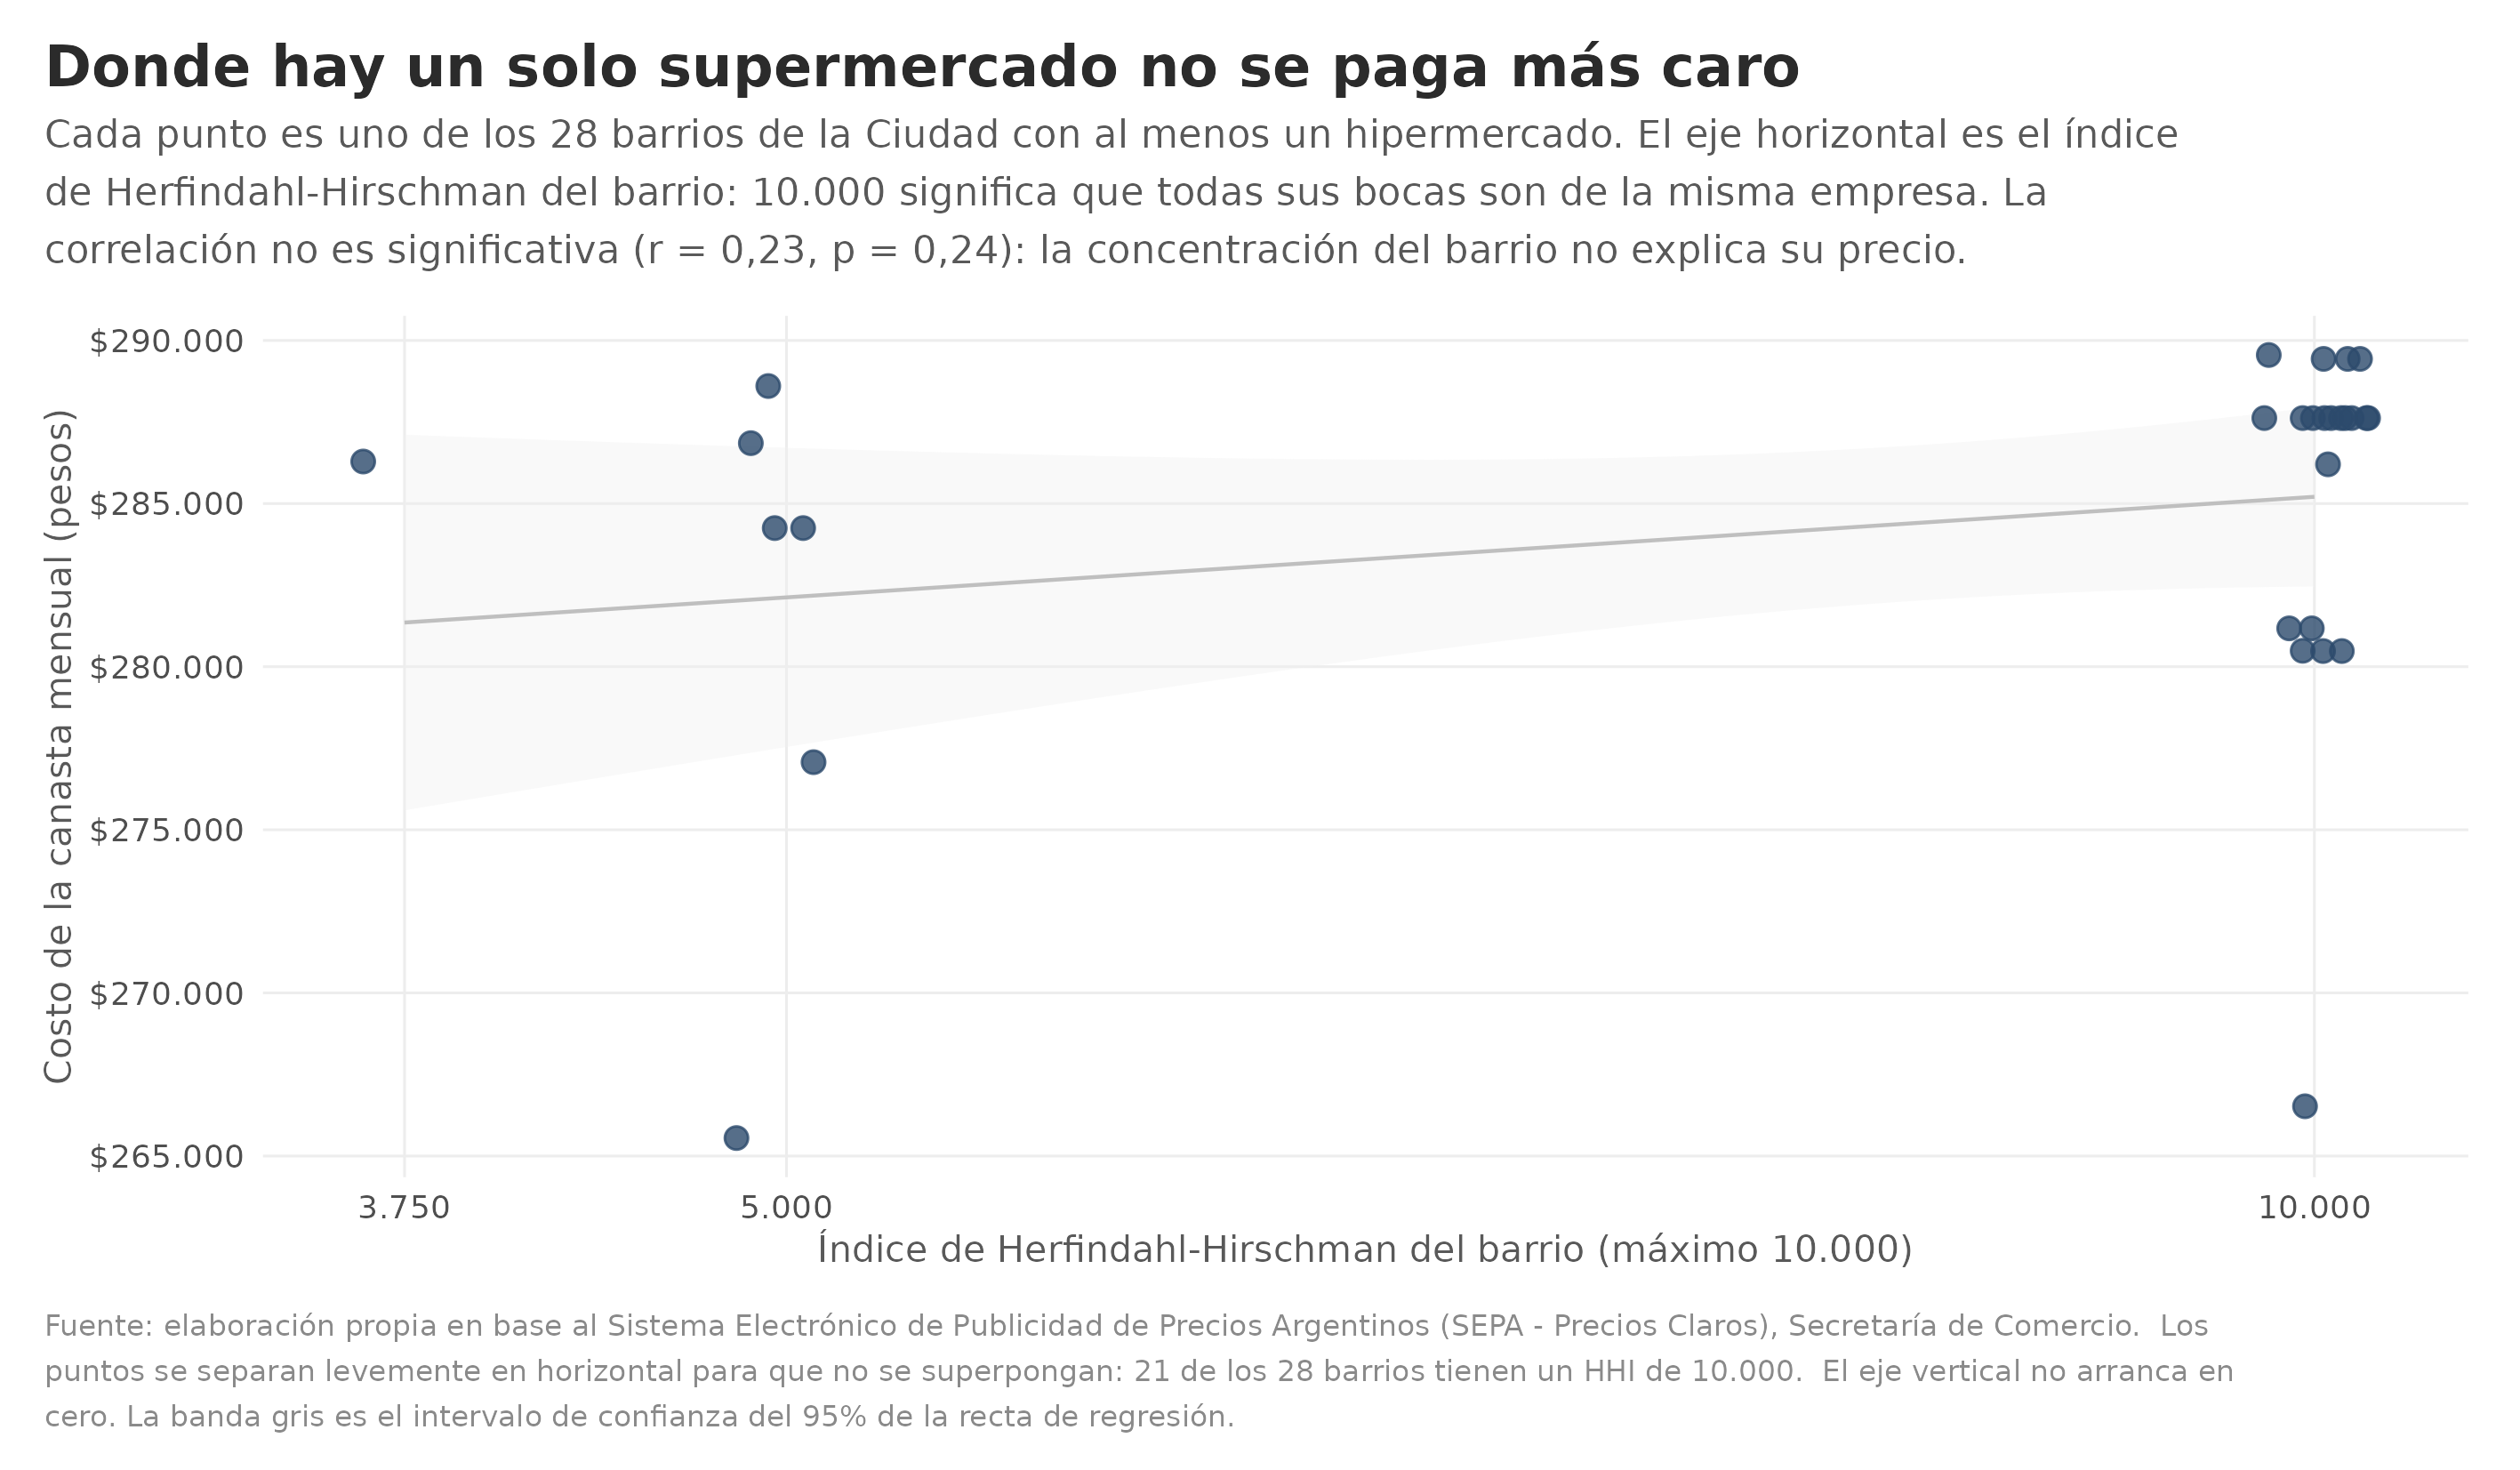 Donde hay un solo supermercado no se paga más caro
Cada punto es uno de los 28 barrios de la Ciudad con al menos un hipermercado. El eje horizontal es el índice
de Herfindahl-Hirschman del barrio: 10.000 significa que todas sus bocas son de la misma empresa. La
correlación no es significativa (r = 0,23, p = 0,24): la concentración del barrio no explica su precio.
Costo de la canasta mensual (pesos)
$290.000
$285.000
$280.000
$275.000
$270.000
$265.000
3.750
5.000
10.000
Índice de Herfindahl-Hirschman del barrio (máximo 10.000)
Fuente: elaboración propia en base al Sistema Electrónico de Publicidad de Precios Argentinos (SEPA - Precios Claros), Secretaría de Comercio. Los
puntos se separan levemente en horizontal para que no se superpongan: 21 de los 28 barrios tienen un HHI de 10.000. El eje vertical no arranca en
cero. La banda gris es el intervalo de confianza del 95% de la recta de regresión.